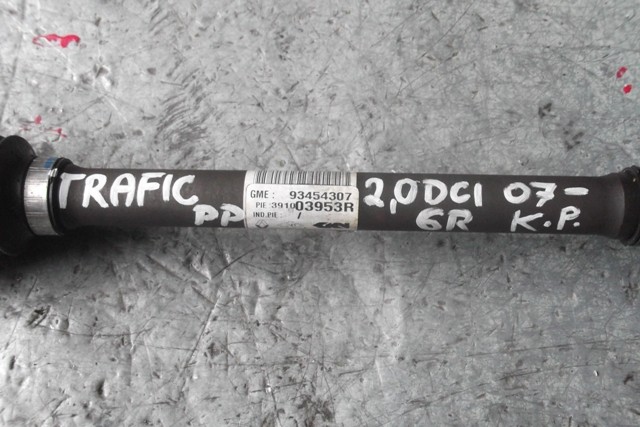 TRAFIC
PP
GME : 93454307
PIE 391003953R
IND.PIE : /
2,0DCI 07-
6R K.P.